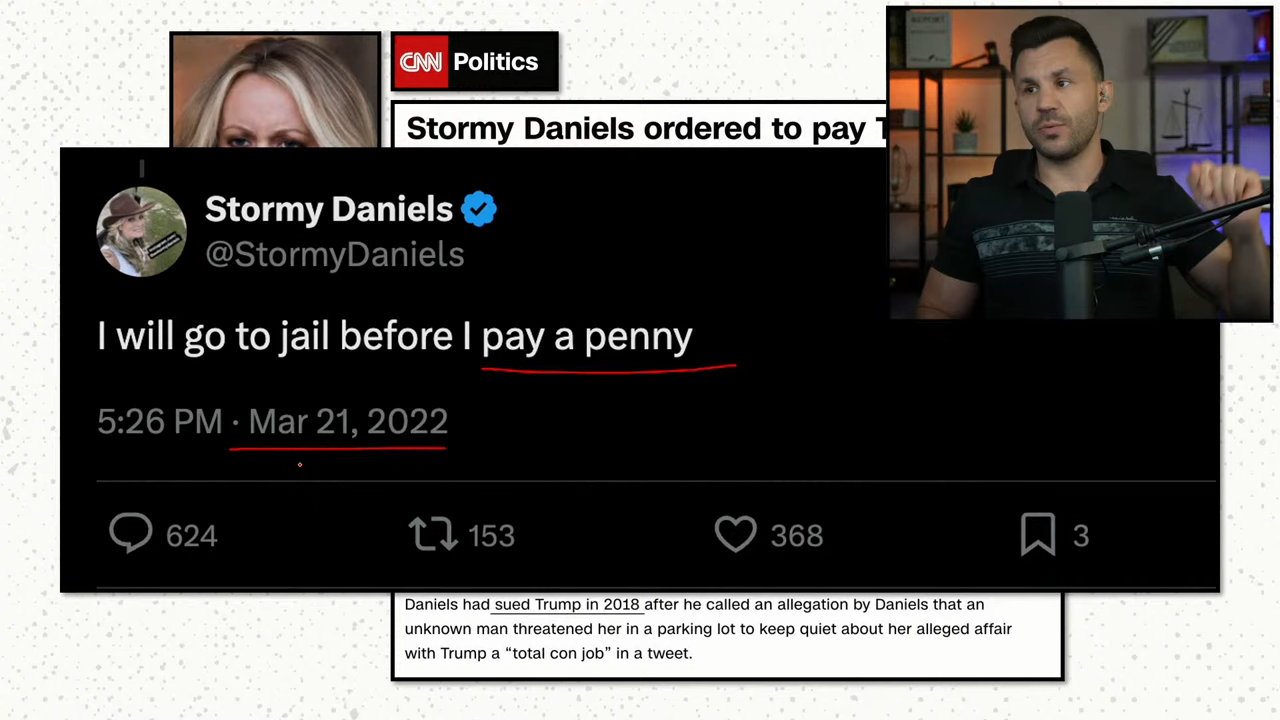 CNN Politics
Stormy Daniels ordered to pay
Stormy Daniels
@StormyDaniels
I will go to jail before I pay a penny
5:26 PM · Mar 21, 2022
624 153 368 3
Daniels had sued Trump in 2018 after he called an allegation by Daniels that an
unknown man threatened her in a parking lot to keep quiet about her alleged affair
with Trump a “total con job” in a tweet.